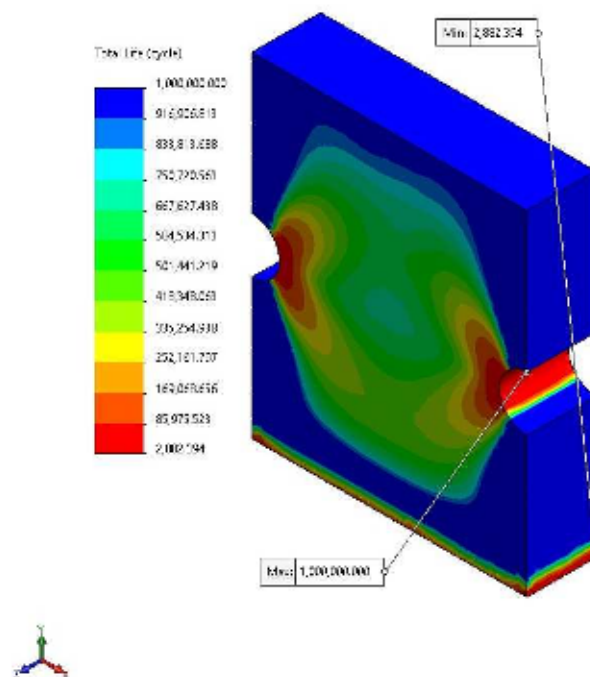 Min: 2,882.394
Total Life (cycle)
1,000,000.000
916,906.813
833,813.688
750,720.563
667,627.438
584,534.313
501,441.219
418,348.063
335,254.938
252,161.797
169,068.656
85,975.523
2,882.394
Max: 1,000,000.000
Y
Z
X